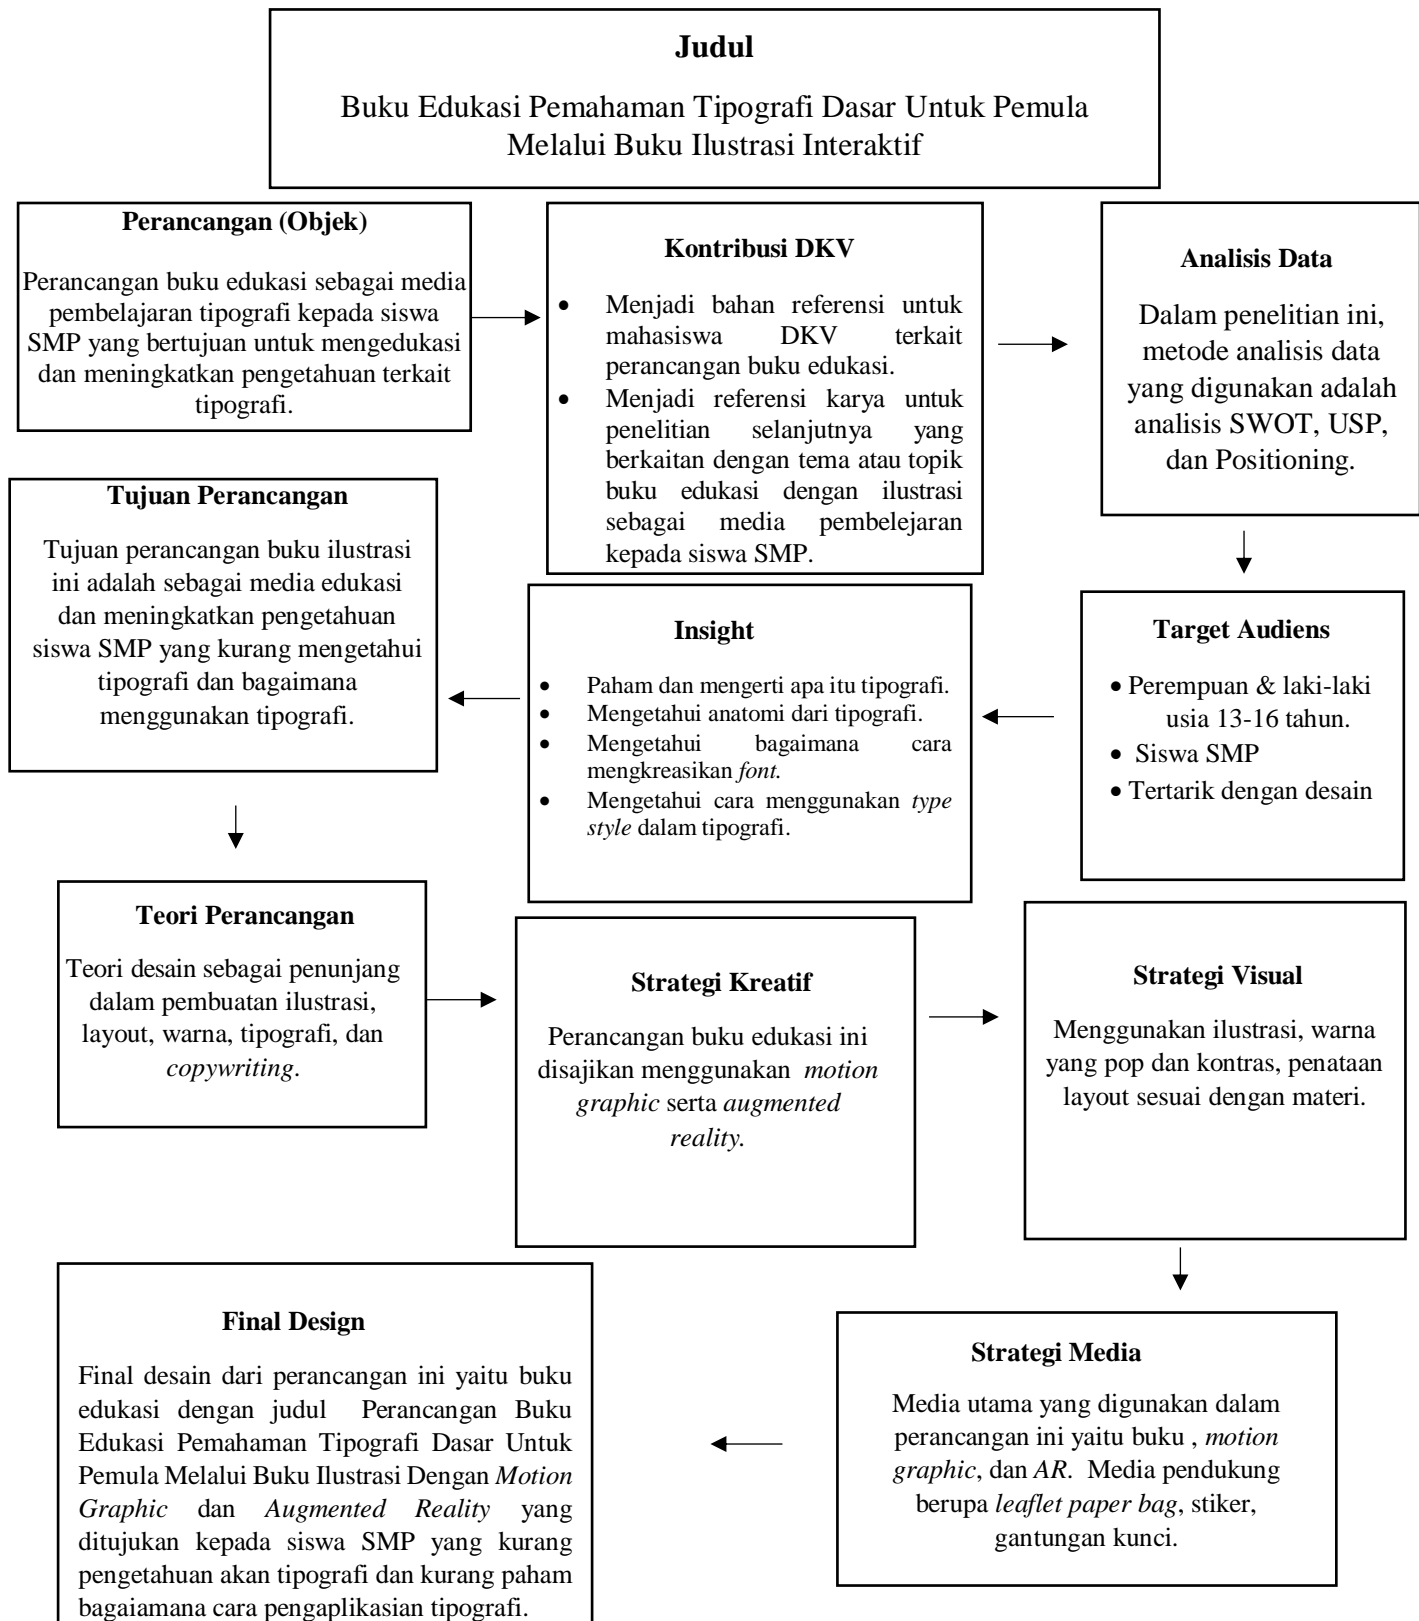 Judul
Buku Edukasi Pemahaman Tipografi Dasar Untuk Pemula
Melalui Buku Ilustrasi Interaktif
Perancangan (Objek)
Perancangan buku edukasi sebagai media
pembelajaran tipografi kepada siswa
SMP yang bertujuan untuk mengedukasi
dan meningkatkan pengetahuan terkait
tipografi.
Kontribusi DKV
• Menjadi bahan referensi untuk
mahasiswa DKV terkait
perancangan buku edukasi.
• Menjadi referensi karya untuk
penelitian selanjutnya yang
berkaitan dengan tema atau topik
buku edukasi dengan ilustrasi
sebagai media pembelejaran
kepada siswa SMP.
Analisis Data
Dalam penelitian ini,
metode analisis data
yang digunakan adalah
analisis SWOT, USP,
dan Positioning.
Target Audiens
• Perempuan & laki-laki
usia 13-16 tahun.
• Siswa SMP
• Tertarik dengan desain
Insight
• Paham dan mengerti apa itu tipografi.
• Mengetahui anatomi dari tipografi.
• Mengetahui bagaimana cara
mengkreasikan font.
• Mengetahui cara menggunakan type
style dalam tipografi.
Tujuan Perancangan
Tujuan perancangan buku ilustrasi
ini adalah sebagai media edukasi
dan meningkatkan pengetahuan
siswa SMP yang kurang mengetahui
tipografi dan bagaimana
menggunakan tipografi.
Teori Perancangan
Teori desain sebagai penunjang
dalam pembuatan ilustrasi,
layout, warna, tipografi, dan
copywriting.
Strategi Kreatif
Perancangan buku edukasi ini
disajikan menggunakan motion
graphic serta augmented
reality.
Strategi Visual
Menggunakan ilustrasi, warna
yang pop dan kontras, penataan
layout sesuai dengan materi.
Strategi Media
Media utama yang digunakan dalam
perancangan ini yaitu buku , motion
graphic, dan AR. Media pendukung
berupa leaflet paper bag, stiker,
gantungan kunci.
Final Design
Final desain dari perancangan ini yaitu buku
edukasi dengan judul Perancangan Buku
Edukasi Pemahaman Tipografi Dasar Untuk
Pemula Melalui Buku Ilustrasi Dengan Motion
Graphic dan Augmented Reality yang
ditujukan kepada siswa SMP yang kurang
pengetahuan akan tipografi dan kurang paham
bagaiamana cara pengaplikasian tipografi.